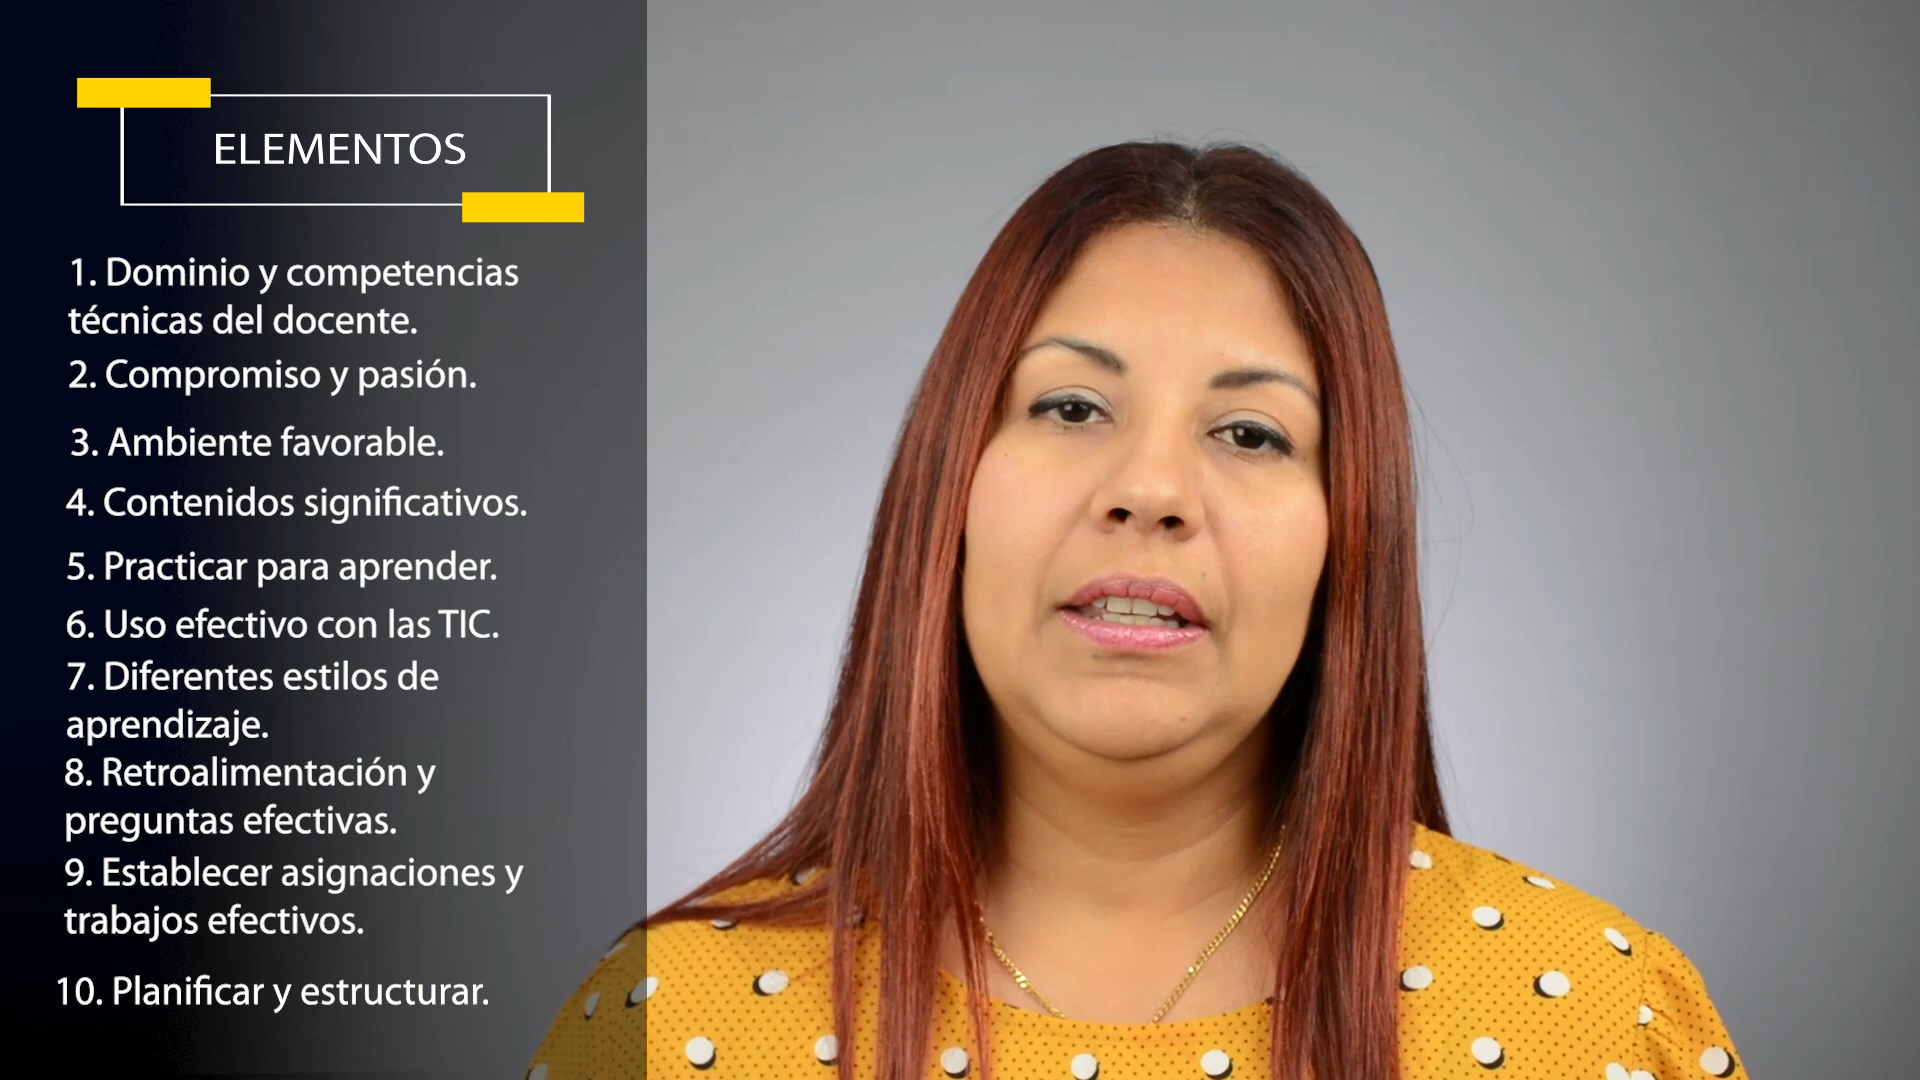 ELEMENTOS
1. Dominio y competencias
técnicas del docente.
2. Compromiso y pasión.
3. Ambiente favorable.
4. Contenidos significativos.
5. Practicar para aprender.
6. Uso efectivo con las TIC.
7. Diferentes estilos de
aprendizaje.
8. Retroalimentación y
preguntas efectivas.
9. Establecer asignaciones y
trabajos efectivos.
10. Planificar y estructurar.